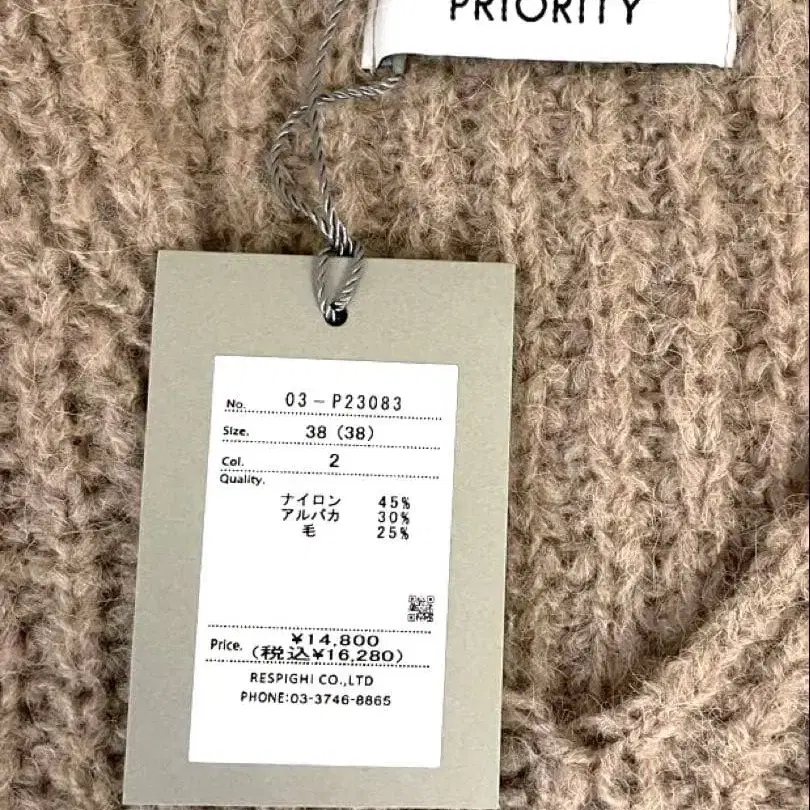 PRIORITY
No. 03-P23083
Size. 38 (38)
Col. 2
Quality.
ナイロン 45%
アルパカ 30%
毛 25%
Price. ¥14,800
(税込¥16,280)
RESPIGHI CO.,LTD
PHONE:03-3746-8865